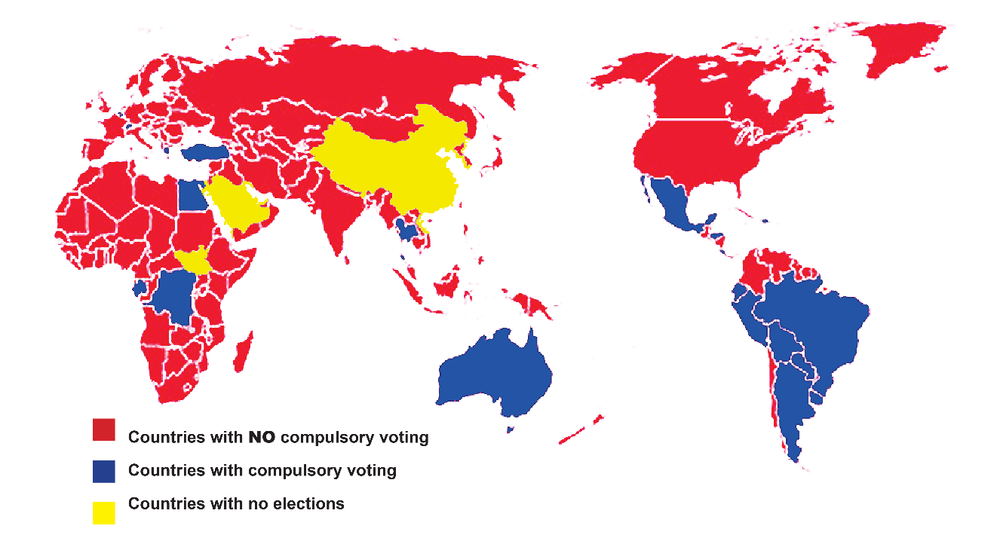 Countries with NO compulsory voting
Countries with compulsory voting
Countries with no elections